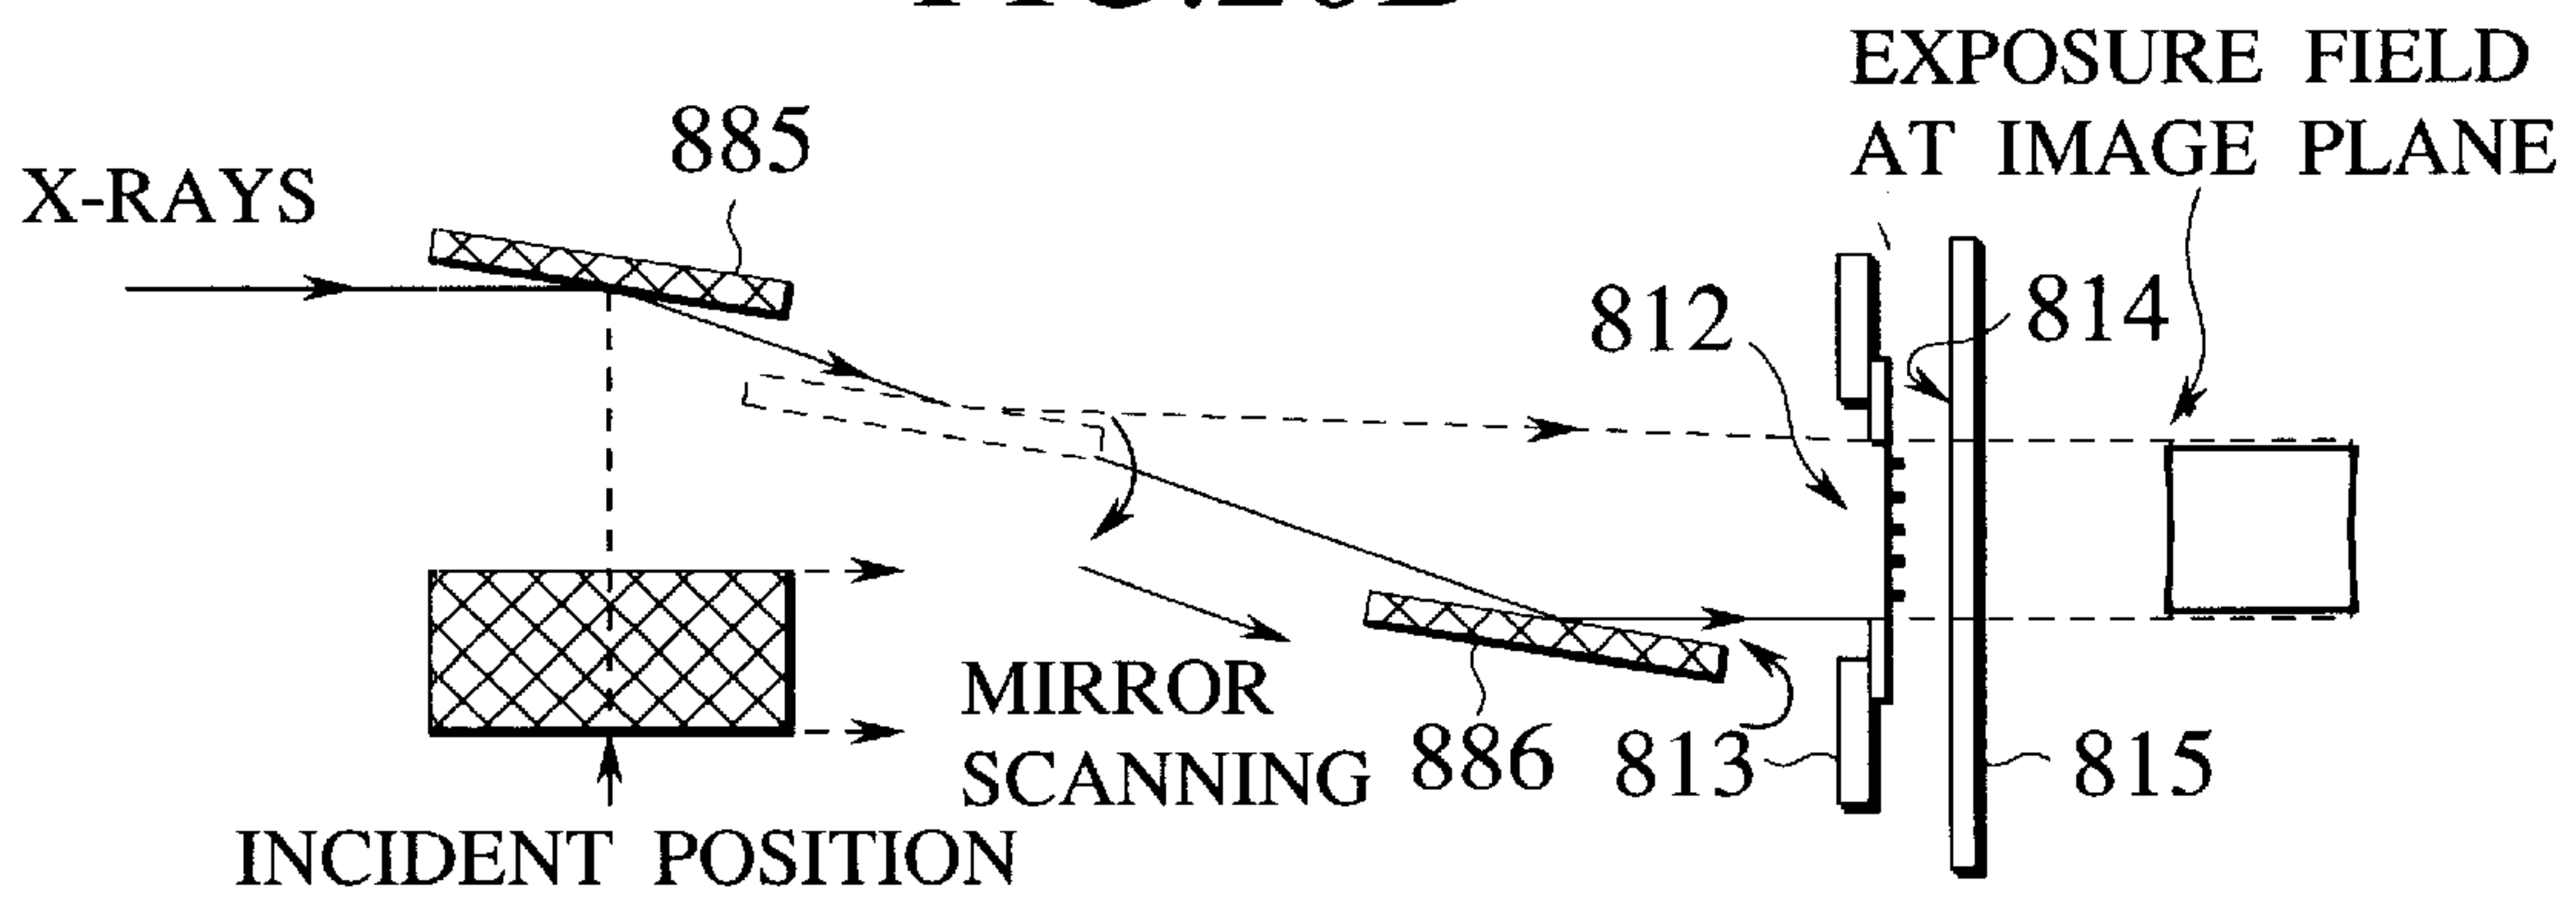 X-RAYS
885
EXPOSURE FIELD
AT IMAGE PLANE
812
814
MIRROR
SCANNING
886
813
815
INCIDENT POSITION